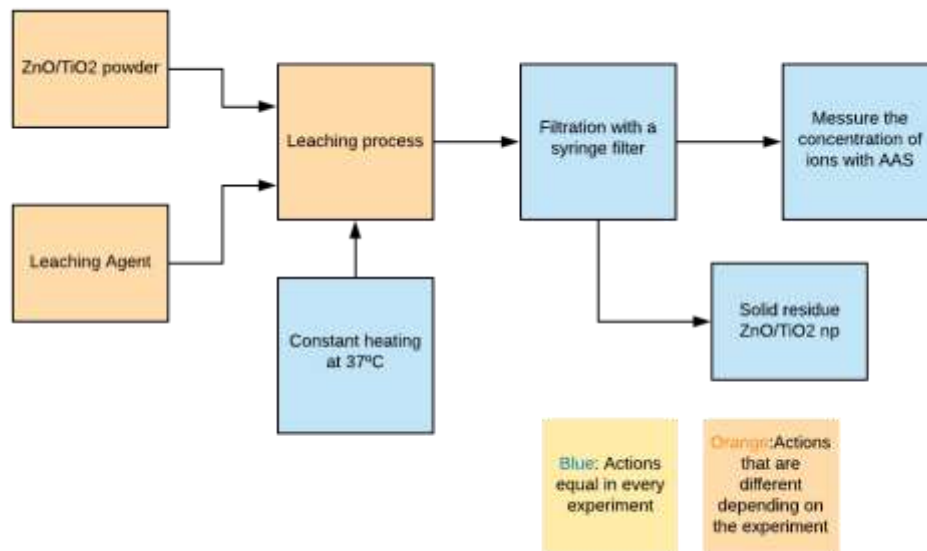 ZnO/TiO2 powder
Leaching Agent
Leaching process
Constant heating
at 37ºC
Filtration with a
syringe filter
Messure the
concentration of
ions with AAS
Solid residue
ZnO/TiO2 np
Blue: Actions
equal in every
experiment
Orange:Actions
that are
different
depending on
the experiment